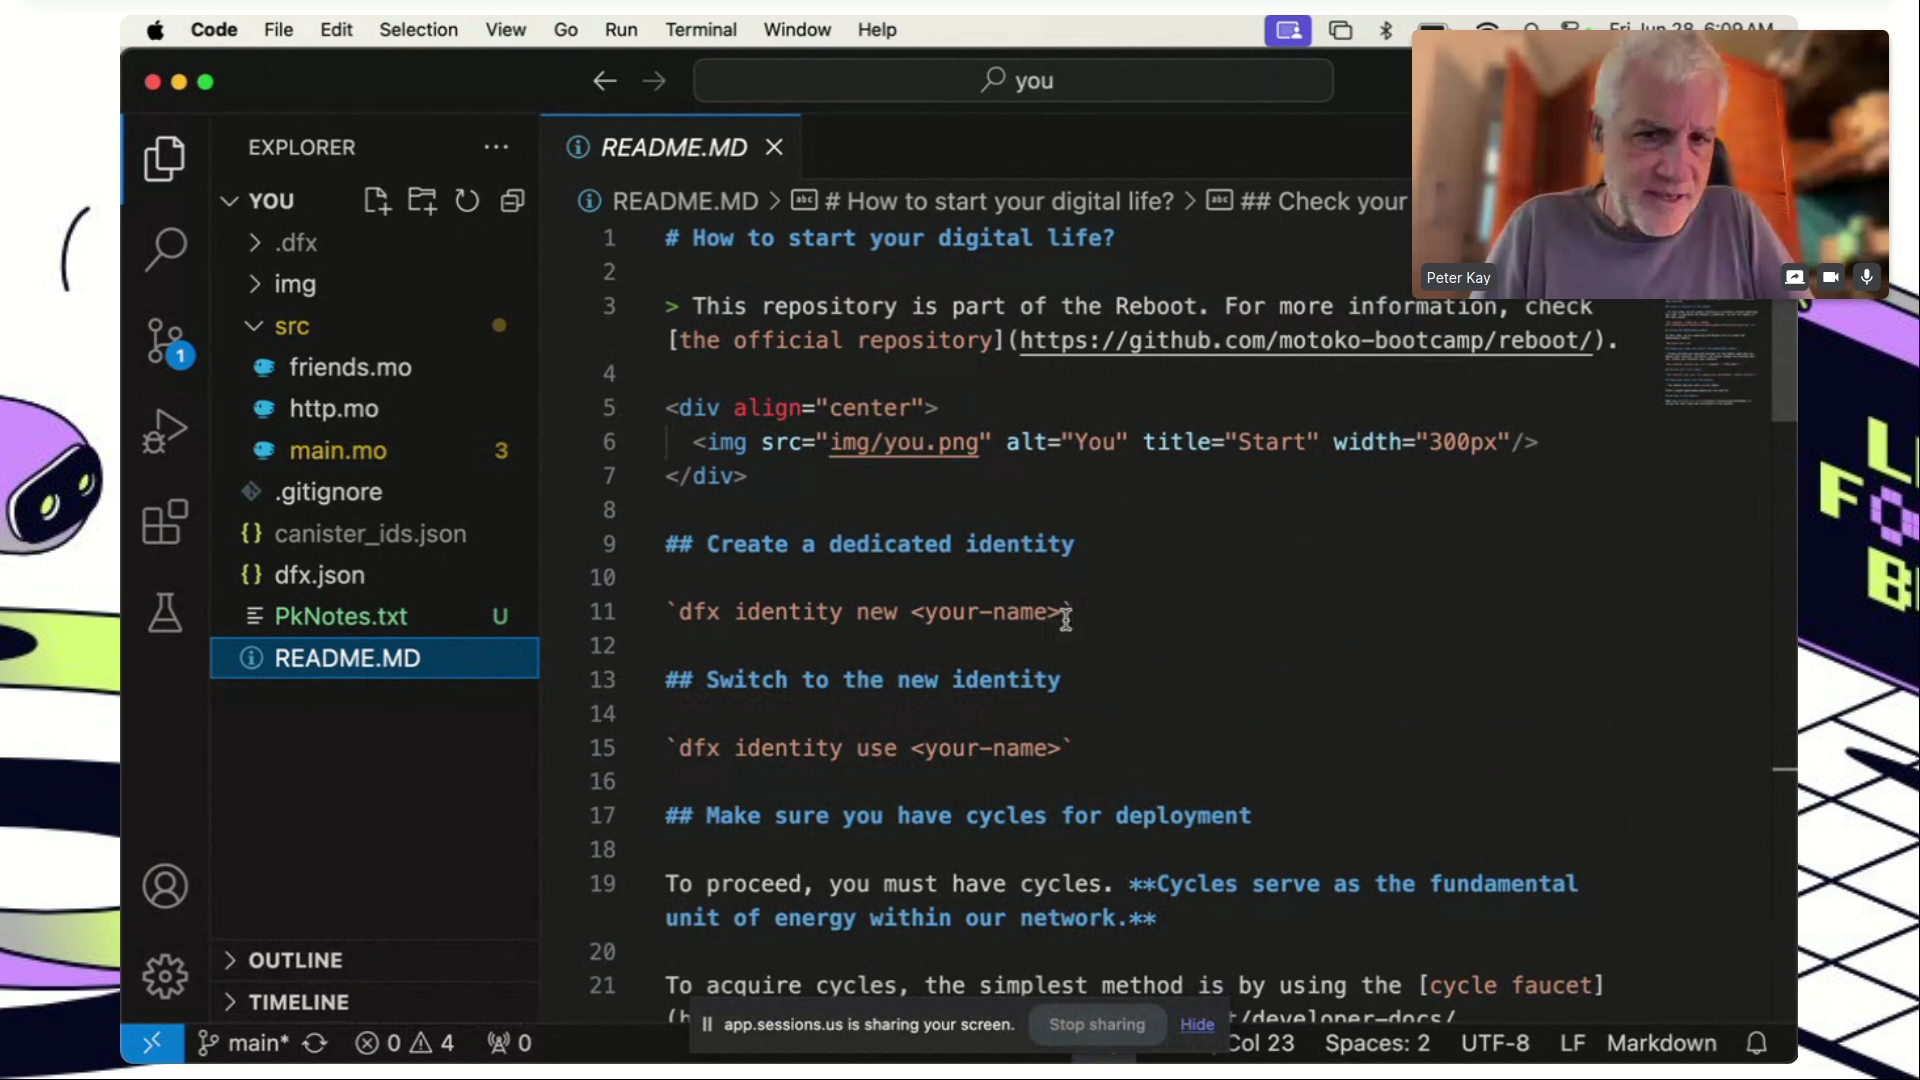 Code File Edit Selection View Go Run Terminal Window Help
Fri Jun 28 6:09 AM
you
EXPLORER
README.MD
YOU
README.MD > # How to start your digital life? > ## Check your
.dfx
img
src
friends.mo
http.mo
main.mo 3
.gitignore
canister_ids.json
dfx.json
PkNotes.txt U
README.MD
OUTLINE
TIMELINE
1
1 # How to start your digital life?
2
3 > This repository is part of the Reboot. For more information, check
[the official repository](https://github.com/motoko-bootcamp/reboot/).
4
5 <div align="center">
6 <img src="img/you.png" alt="You" title="Start" width="300px"/>
7 </div>
8
9 ## Create a dedicated identity
10
11 `dfx identity new <your-name>`
12
13 ## Switch to the new identity
14
15 `dfx identity use <your-name>`
16
17 ## Make sure you have cycles for deployment
18
19 To proceed, you must have cycles. **Cycles serve as the fundamental
unit of energy within our network.**
20
21 To acquire cycles, the simplest method is by using the [cycle faucet]
t/developer-docs/
Peter Kay
app.sessions.us is sharing your screen. Stop sharing Hide
main* 0 4 0 Col 23 Spaces: 2 UTF-8 LF Markdown